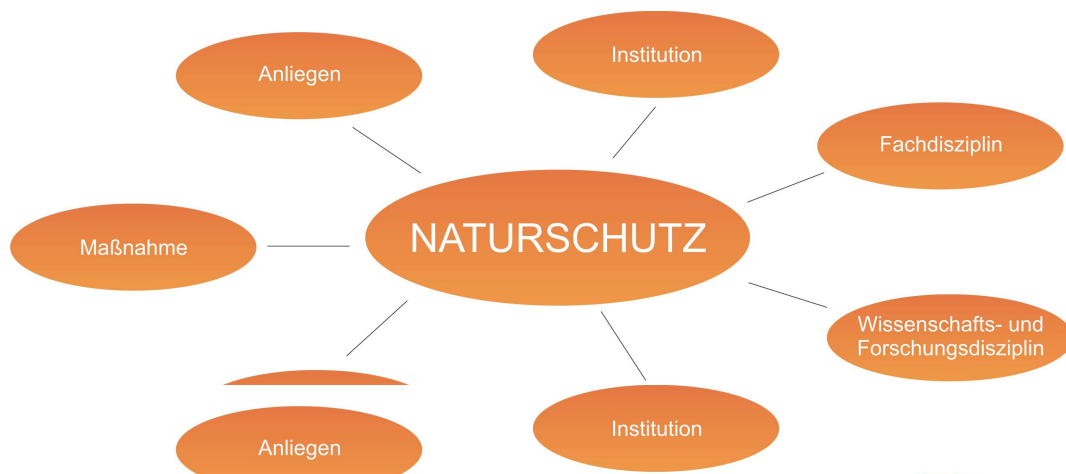 Institution
Anliegen
Fachdisziplin
NATURSCHUTZ
Maßnahme
Wissenschafts- und
Forschungsdisziplin
Institution
Anliegen